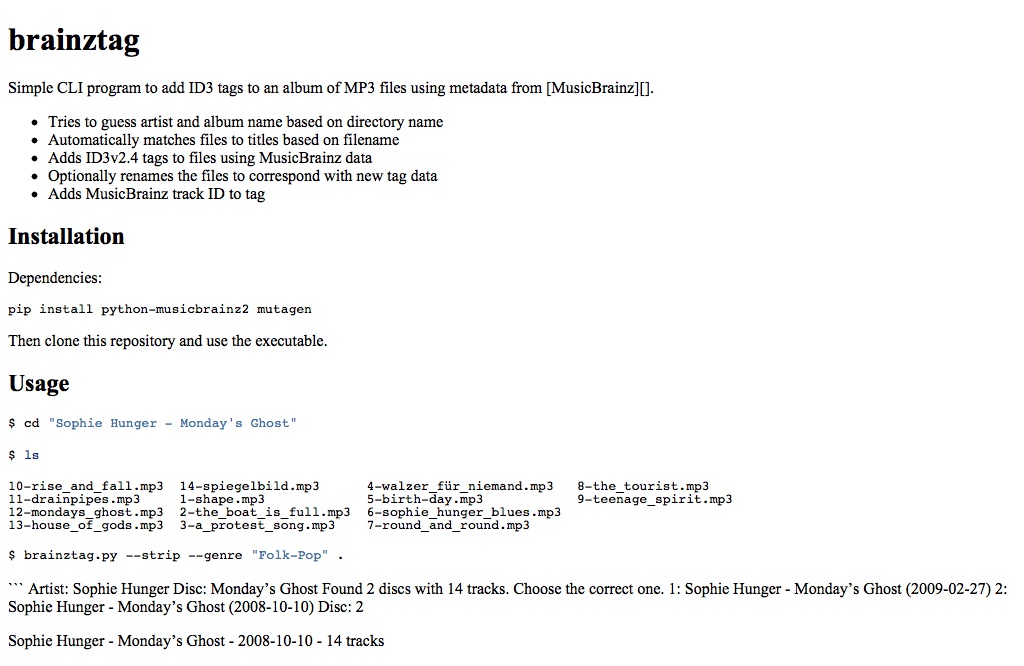 brainztag
Simple CLI program to add ID3 tags to an album of MP3 files using metadata from [MusicBrainz][].
• Tries to guess artist and album name based on directory name
• Automatically matches files to titles based on filename
• Adds ID3v2.4 tags to files using MusicBrainz data
• Optionally renames the files to correspond with new tag data
• Adds MusicBrainz track ID to tag
Installation
Dependencies:
pip install python-musicbrainz2 mutagen
Then clone this repository and use the executable.
Usage
$ cd "Sophie Hunger - Monday's Ghost"
$ ls
10-rise_and_fall.mp3  14-spiegelbild.mp3      4-walzer_für_niemand.mp3   8-the_tourist.mp3
11-drainpipes.mp3     1-shape.mp3             5-birth-day.mp3            9-teenage_spirit.mp3
12-mondays_ghost.mp3  2-the_boat_is_full.mp3  6-sophie_hunger_blues.mp3
13-house_of_gods.mp3  3-a_protest_song.mp3    7-round_and_round.mp3
$ brainztag.py --strip --genre "Folk-Pop" .
``` Artist: Sophie Hunger Disc: Monday’s Ghost Found 2 discs with 14 tracks. Choose the correct one. 1: Sophie Hunger - Monday’s Ghost (2009-02-27) 2:
Sophie Hunger - Monday’s Ghost (2008-10-10) Disc: 2
Sophie Hunger - Monday’s Ghost - 2008-10-10 - 14 tracks